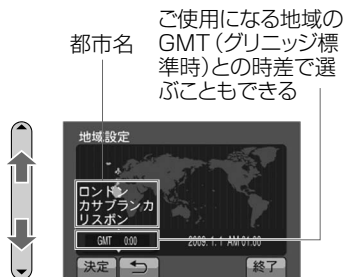 都市名
ご使用になる地域の
GMT(グリニッジ標
準時)との時差で選
ぶこともできる
地域設定
ロンドン
カサブランカ
リスボン
GMT 0:00
2009. 1. 1 AM 01:00
決定
終了